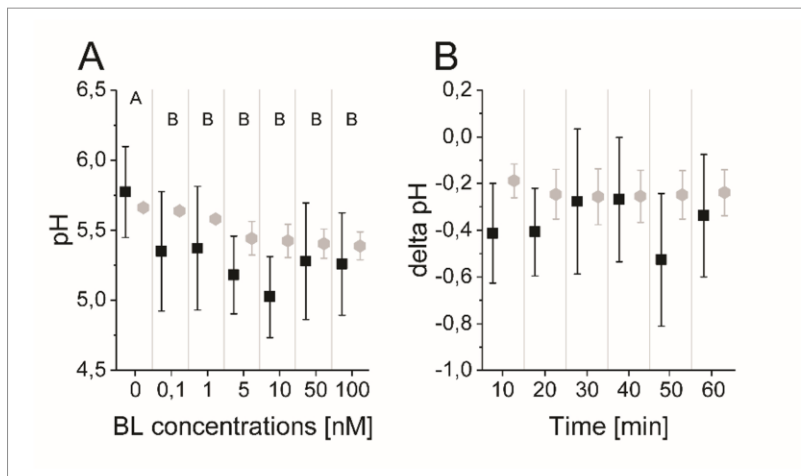 A
B
6,5
6,0
5,5
5,0
4,5
pH
A
B
B
B
B
B
B
0
0,1
1
5
10
50
100
BL concentrations [nM]
0,2
0,0
-0,2
-0,4
-0,6
-0,8
-1,0
delta pH
10
20
30
40
50
60
Time [min]